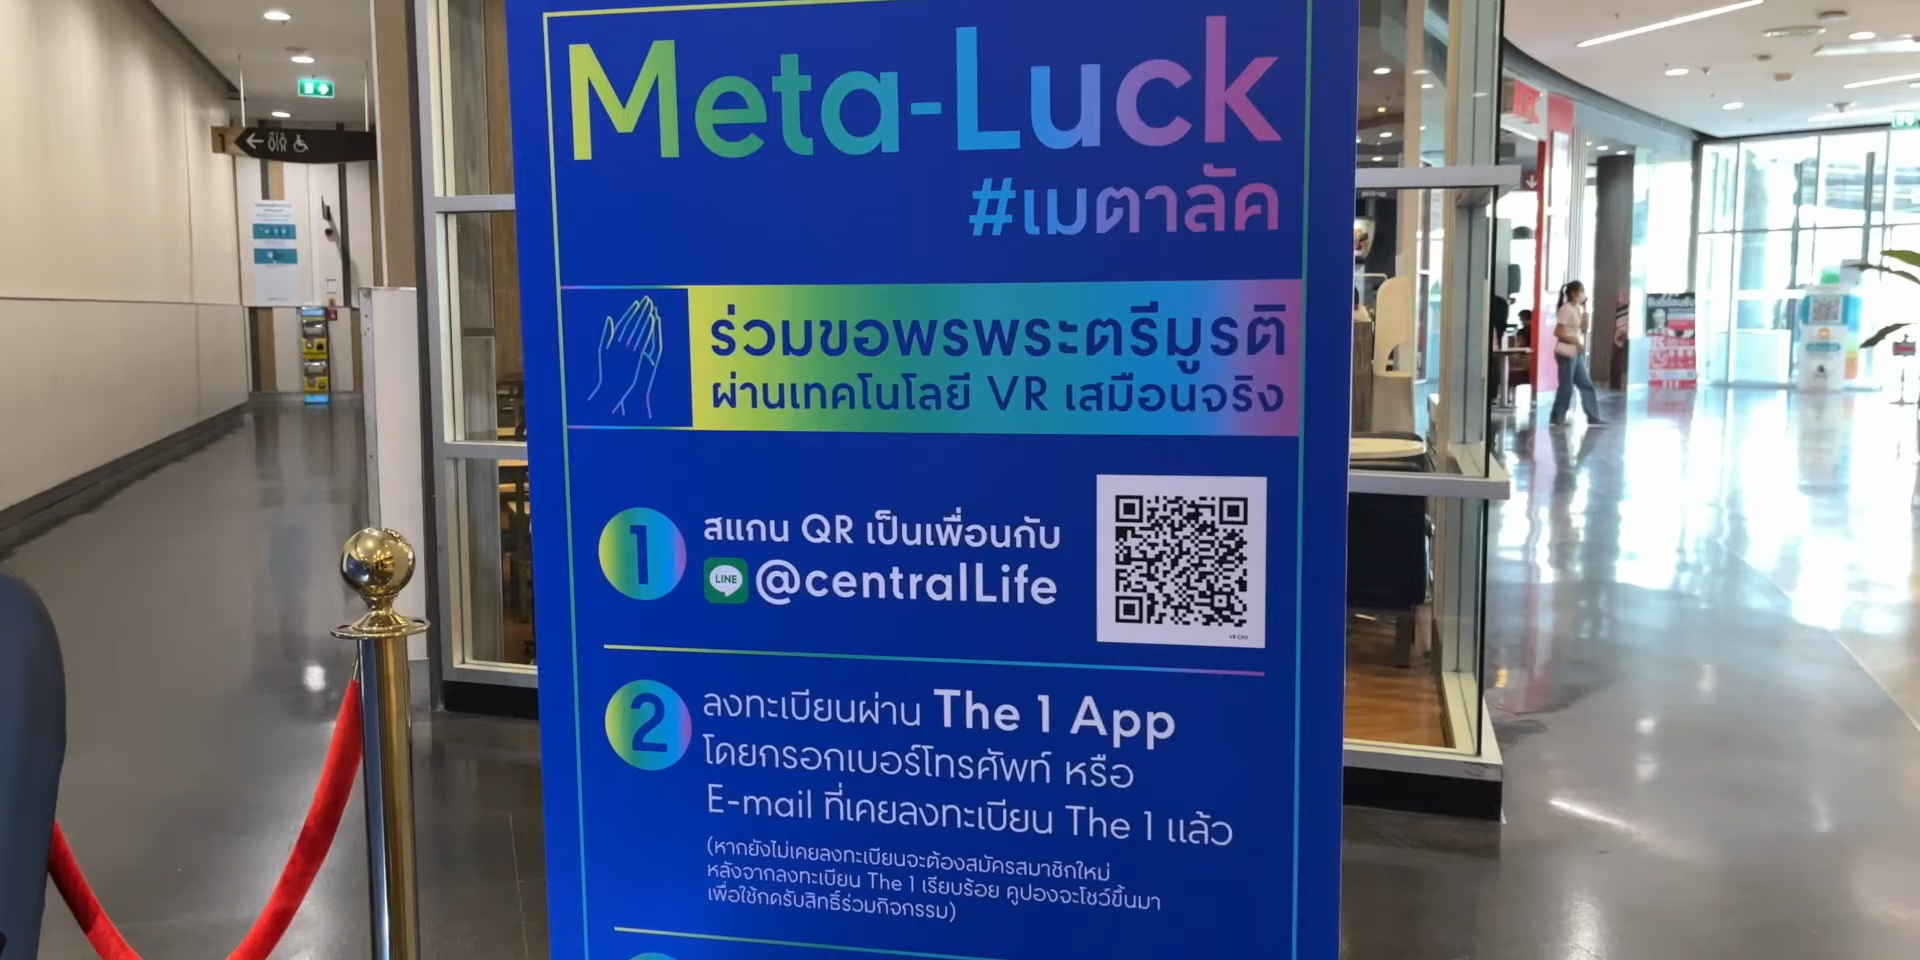 Meta-Luck
#เมตาลัค
ร่วมขอพรพระตรีมูรติ
ผ่านเทคโนโลยี VR เสมือนจริง
1
สแกน QR เป็นเพื่อนกับ
LINE @centralLife
VR CHI
2
ลงทะเบียนผ่าน The 1 App
โดยกรอกเบอร์โทรศัพท์ หรือ
E-mail ที่เคยลงทะเบียน The 1 แล้ว
(หากยังไม่เคยลงทะเบียนจะต้องสมัครสมาชิกใหม่
หลังจากลงทะเบียน The 1 เรียบร้อย คูปองจะโชว์ขึ้นมา
เพื่อใช้กดรับสิทธิ์ร่วมกิจกรรม)
KFC
pick-up